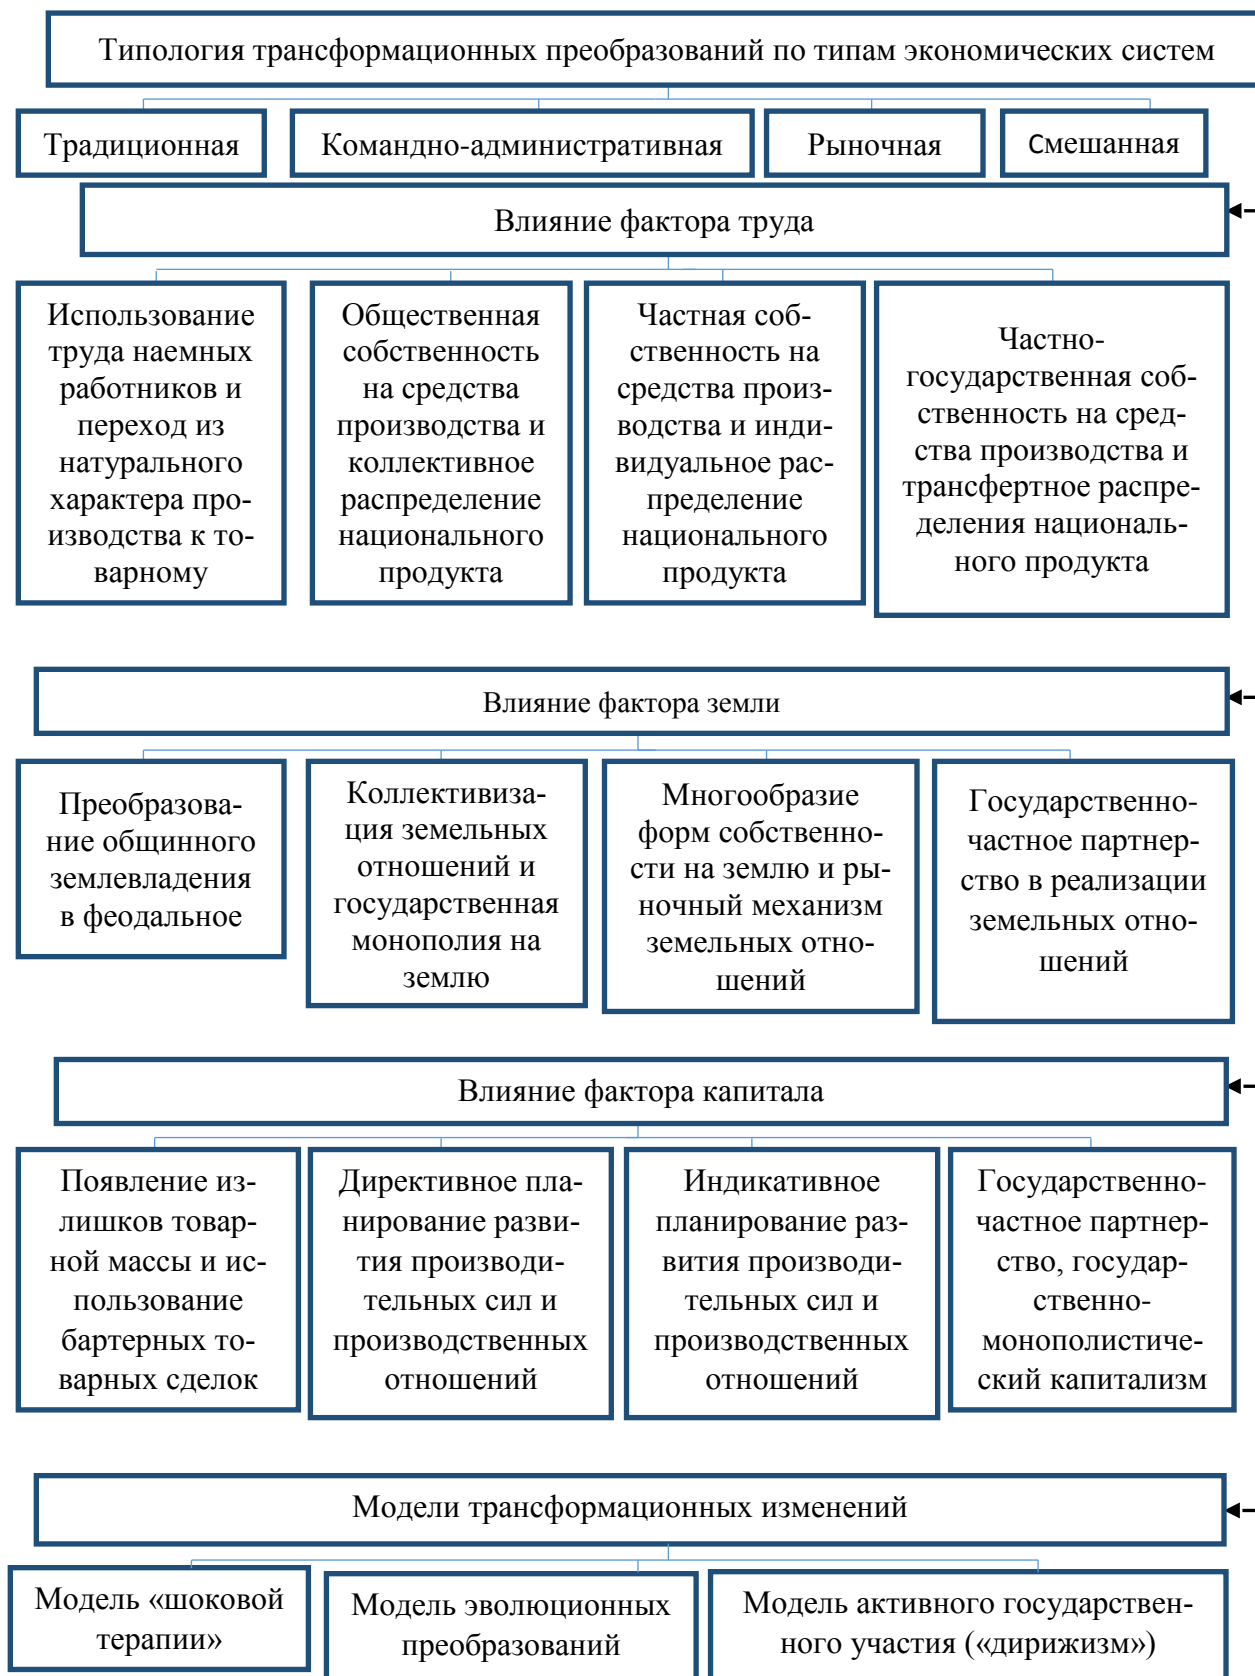 Типология трансформационных преобразований по типам экономических систем
Традиционная
Командно-административная
Рыночная
Смешанная
Влияние фактора труда
Использование
труда наемных
работников и
переход из
натурального
характера про-
изводства к то-
варному
Общественная
собственность
на средства
производства и
коллективное
распределение
национального
продукта
Частная соб-
ственность на
средства произ-
водства и инди-
видуальное рас-
пределение
национального
продукта
Частно-
государственная соб-
ственность на сред-
ства производства и
трансфертное распре-
деления националь-
ного продукта
Влияние фактора земли
Преобразова-
ние общинного
землевладения
в феодальное
Коллективиза-
ция земельных
отношений и
государственная
монополия на
землю
Многообразие
форм собственно-
сти на землю и ры-
ночный механизм
земельных отно-
шений
Государственно-
частное партнер-
ство в реализации
земельных отно-
шений
Влияние фактора капитала
Появление из-
лишков товар-
ной массы и ис-
пользование
бартерных то-
варных сделок
Директивное пла-
нирование разви-
тия производи-
тельных сил и
производственных
отношений
Индикативное
планирование раз-
вития производи-
тельных сил и
производственных
отношений
Государственно-
частное партнер-
ство, государ-
ственно-
монополистиче-
ский капитализм
Модели трансформационных изменений
Модель «шоковой
терапии»
Модель эволюционных
преобразований
Модель активного государствен-
ного участия («дирижизм»)